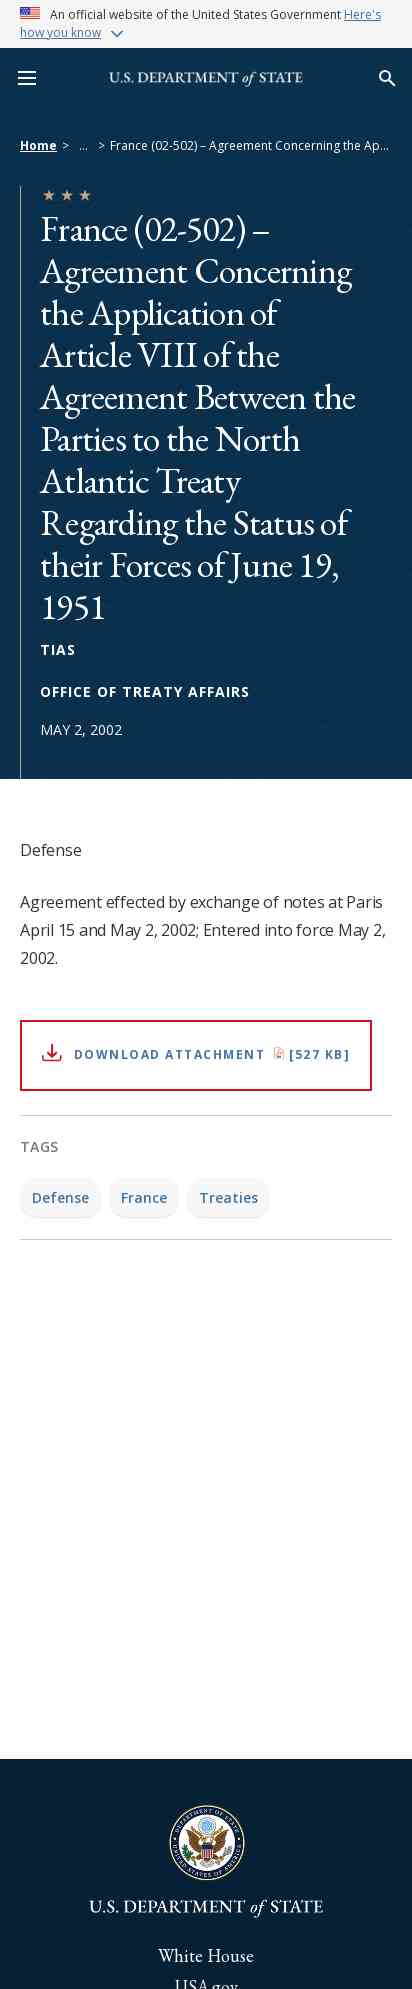 An official website of the United States Government Here's
how you know
U.S. DEPARTMENT of STATE
Home > ... > France (02-502) – Agreement Concerning the Ap...
France (02-502) –
Agreement Concerning
the Application of
Article VIII of the
Agreement Between the
Parties to the North
Atlantic Treaty
Regarding the Status of
their Forces of June 19,
1951
TIAS
OFFICE OF TREATY AFFAIRS
MAY 2, 2002
Defense
Agreement effected by exchange of notes at Paris
April 15 and May 2, 2002; Entered into force May 2,
2002.
DOWNLOAD ATTACHMENT [527 KB]
TAGS
Defense France Treaties
DEPARTMENT OF STATE
UNITED STATES OF AMERICA
U.S. DEPARTMENT of STATE
White House
USA.gov